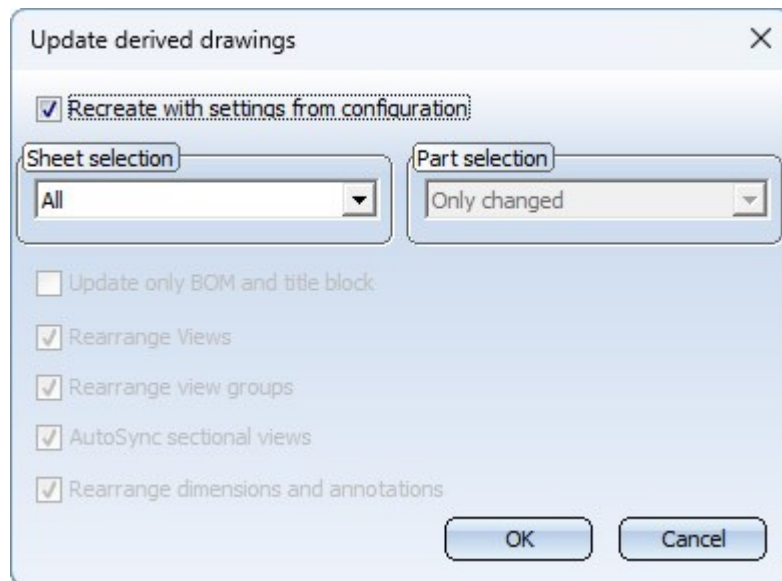 Update derived drawings
Recreate with settings from configuration
Sheet selection
Part selection
All
Only changed
Update only BOM and title block
Rearrange Views
Rearrange view groups
AutoSync sectional views
Rearrange dimensions and annotations
OK
Cancel